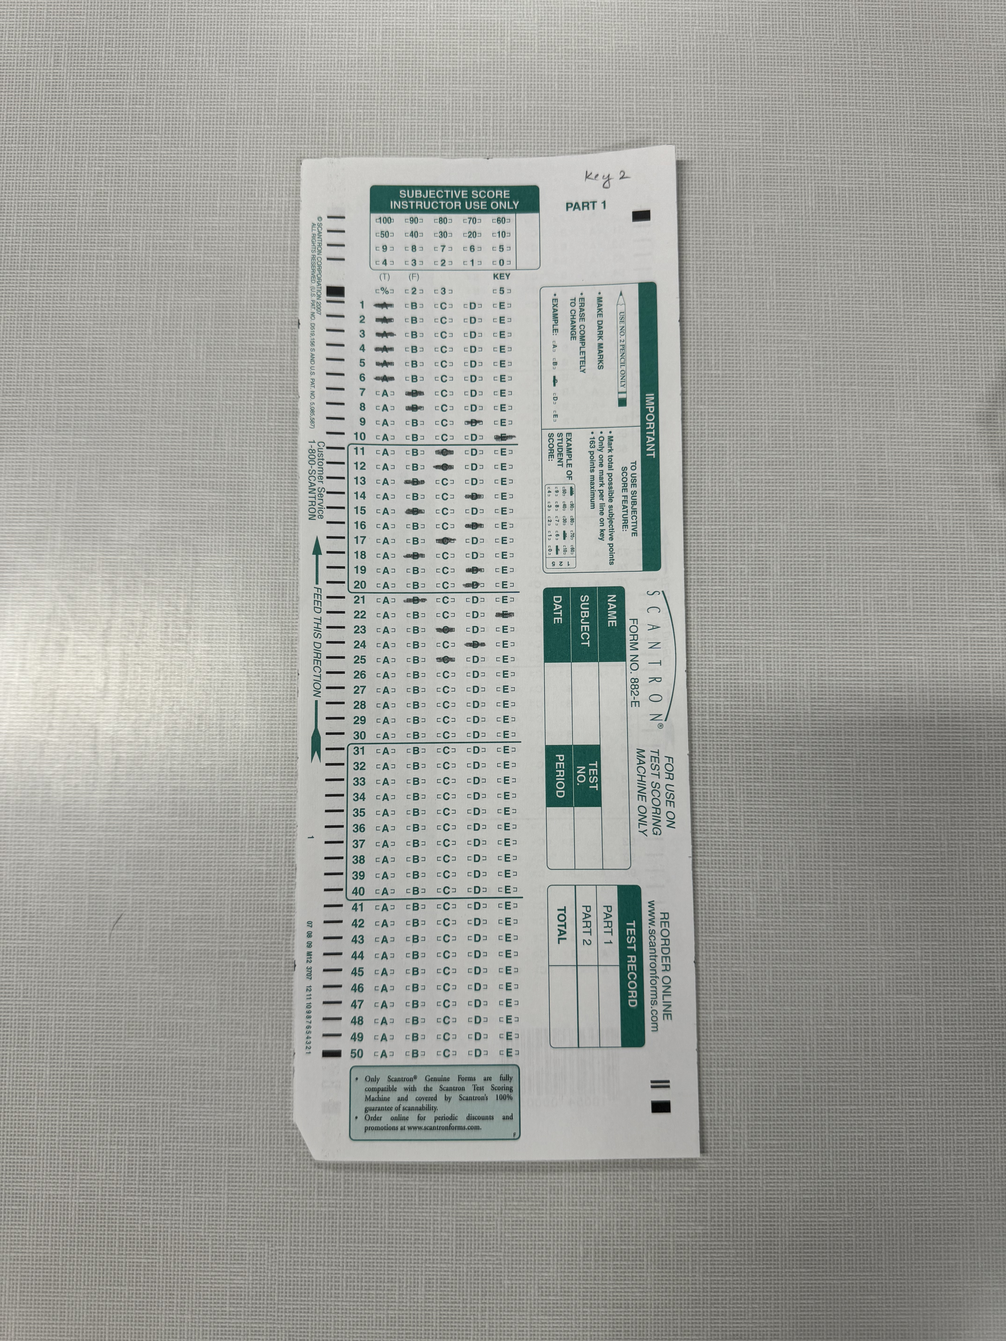 Key 2
PART 1
SUBJECTIVE SCORE
INSTRUCTOR USE ONLY
100 90 80 70 60
50 40 30 20 10
9 8 7 6 5
4 3 2 1 0
(T) (F) KEY
% 2 3 5
1 A B C D E
2 A B C D E
3 A B C D E
4 A B C D E
5 A B C D E
6 A B C D E
7 A B C D E
8 A B C D E
9 A B C D E
10 A B C D E
11 A B C D E
12 A B C D E
13 A B C D E
14 A B C D E
15 A B C D E
16 A B C D E
17 A B C D E
18 A B C D E
19 A B C D E
20 A B C D E
21 A B C D E
22 A B C D E
23 A B C D E
24 A B C D E
25 A B C D E
26 A B C D E
27 A B C D E
28 A B C D E
29 A B C D E
30 A B C D E
31 A B C D E
32 A B C D E
33 A B C D E
34 A B C D E
35 A B C D E
36 A B C D E
37 A B C D E
38 A B C D E
39 A B C D E
40 A B C D E
41 A B C D E
42 A B C D E
43 A B C D E
44 A B C D E
45 A B C D E
46 A B C D E
47 A B C D E
48 A B C D E
49 A B C D E
50 A B C D E
• Only Scantron® Genuine Forms are fully
compatible with the Scantron Test Scoring
Machine and covered by Scantron's 100%
guarantee of scannability.
• Order online for periodic discounts and
promotions at www.scantronforms.com.
IMPORTANT
USE NO. 2 PENCIL ONLY
• MAKE DARK MARKS
• ERASE COMPLETELY
TO CHANGE
• EXAMPLE: A B D E
TO USE SUBJECTIVE
SCORE FEATURE:
• Mark total possible subjective points
• Only one mark per line on key
• 163 points maximum
EXAMPLE OF
STUDENT
SCORE:
SCANTRON®
FORM NO. 882-E
FOR USE ON
TEST SCORING
MACHINE ONLY
NAME
SUBJECT
DATE
TEST
NO.
PERIOD
REORDER ONLINE
www.scantronforms.com
TEST RECORD
PART 1
PART 2
TOTAL
© SCANTRON CORPORATION 2007
ALL RIGHTS RESERVED
Customer Service
1-800-SCANTRON
FEED THIS DIRECTION
1